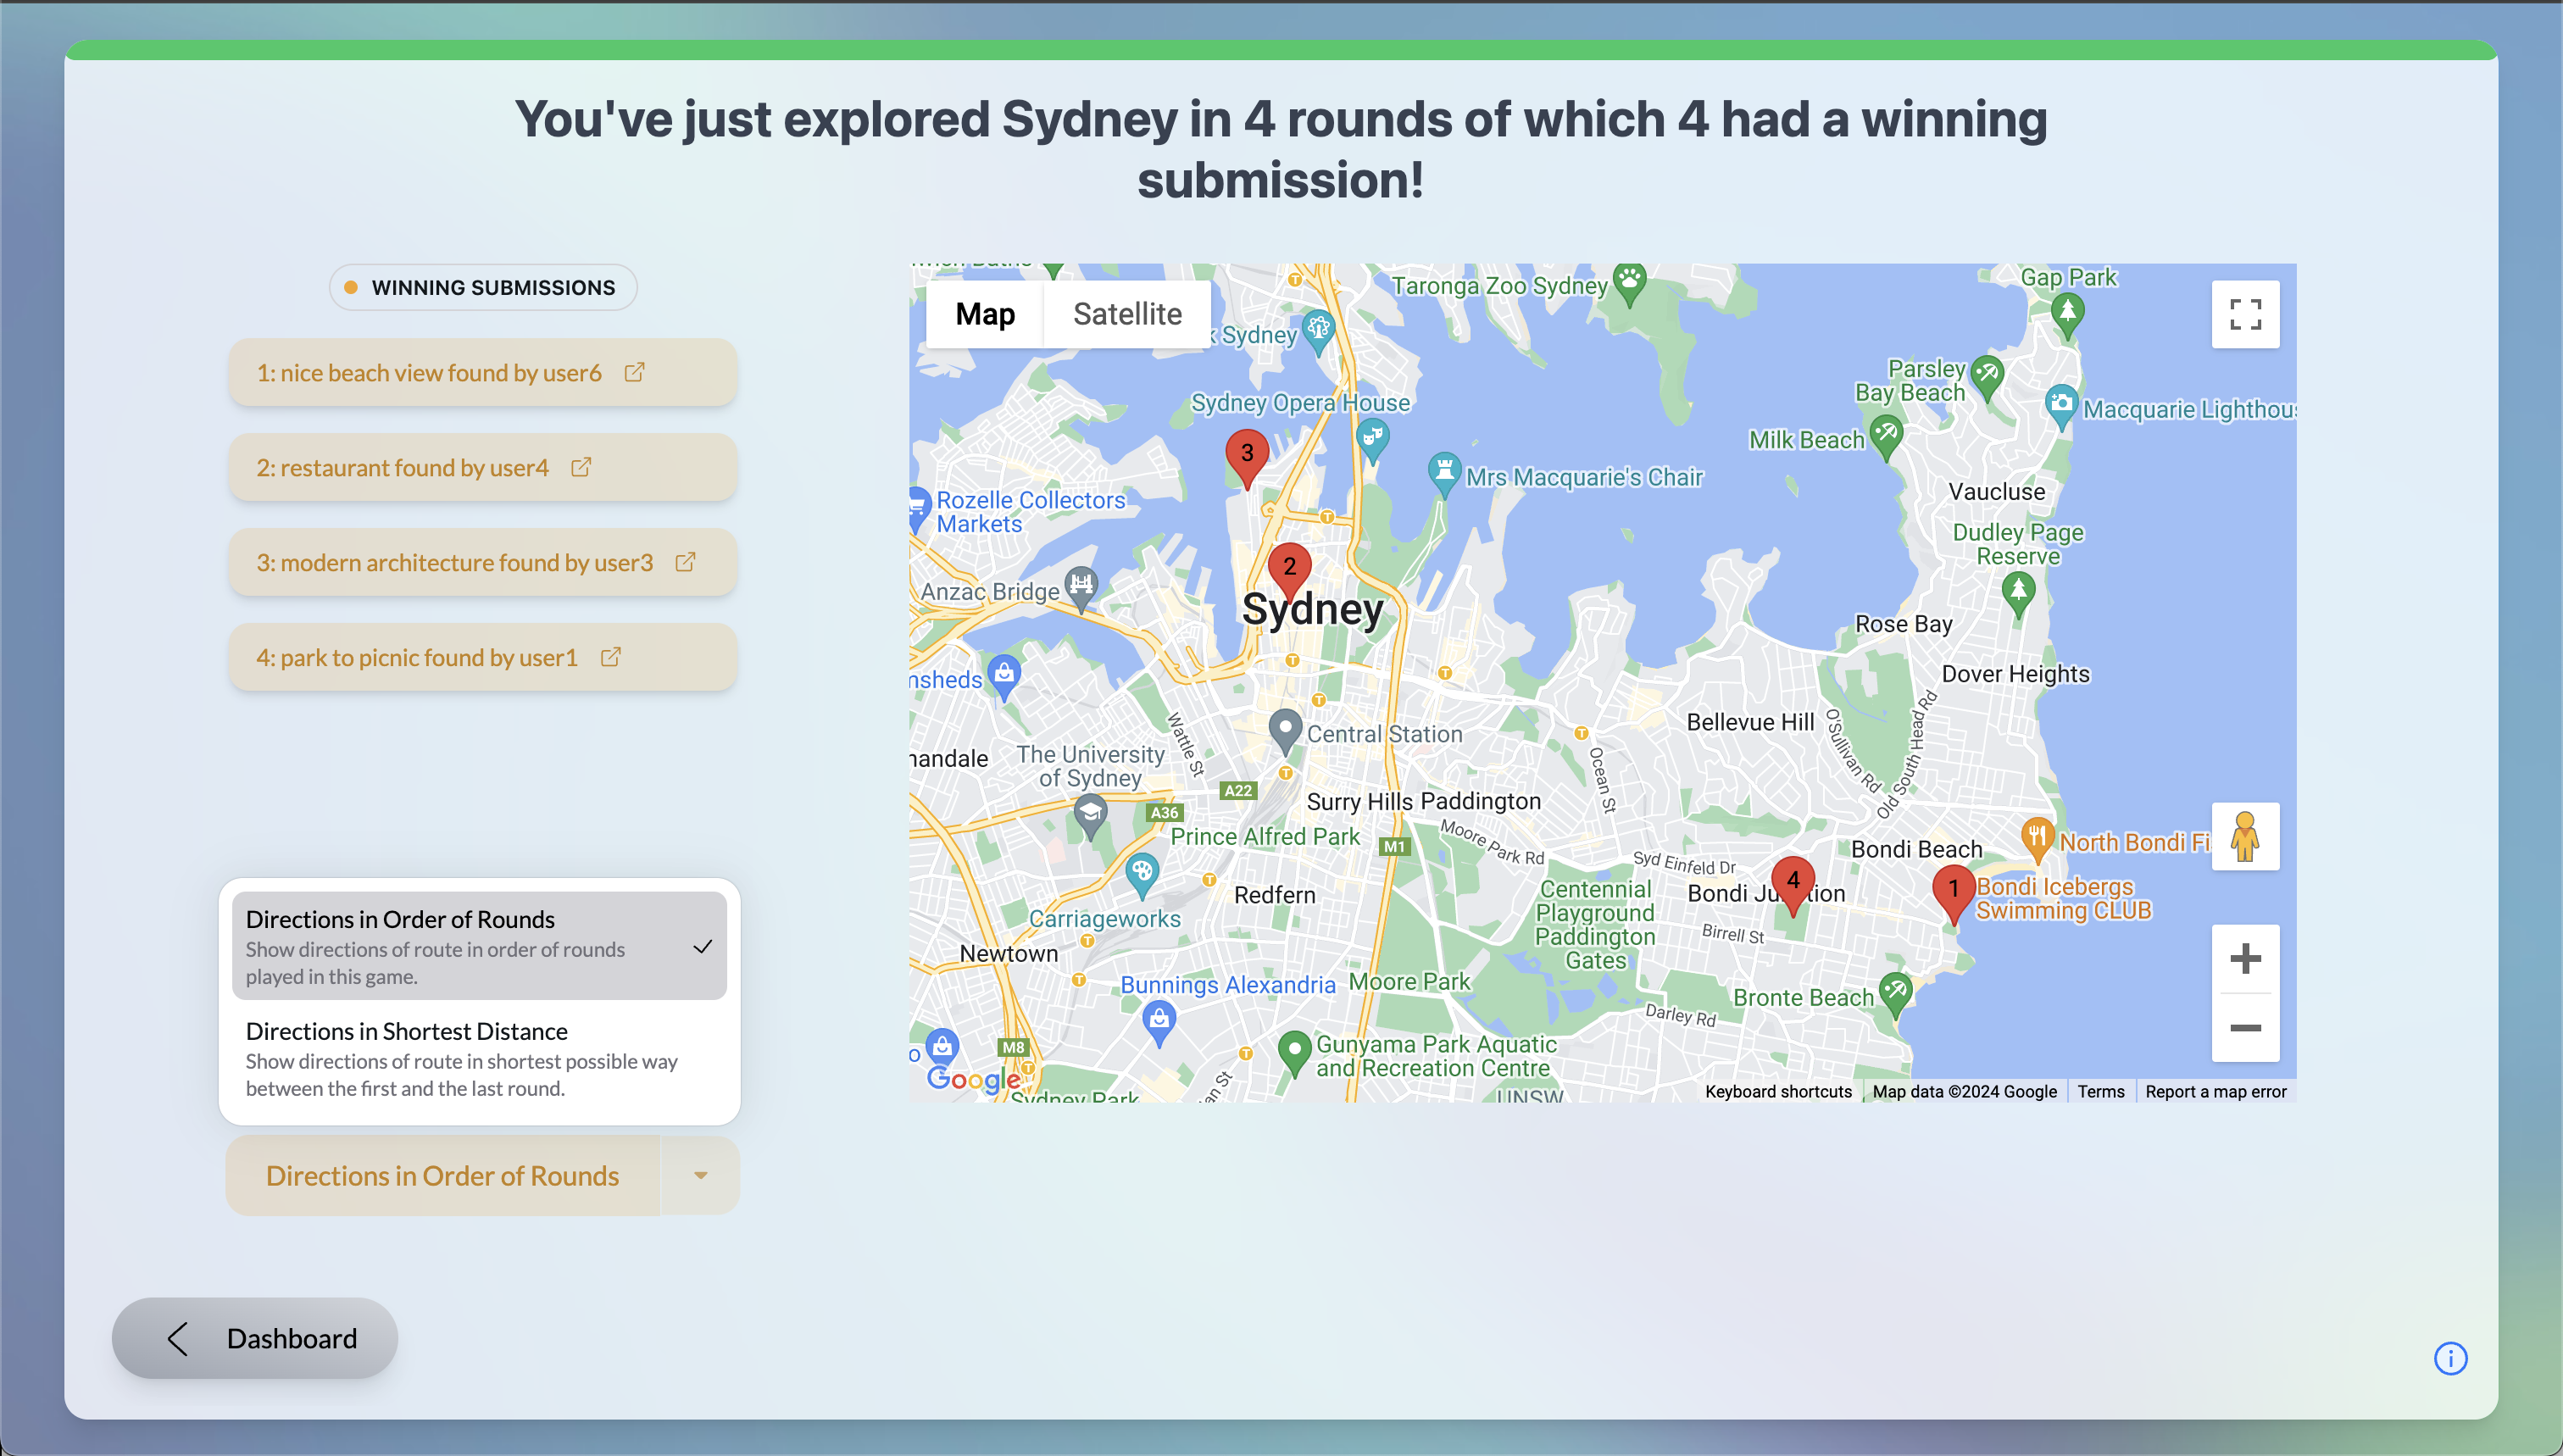 You've just explored Sydney in 4 rounds of which 4 had a winning
submission!
WINNING SUBMISSIONS
1: nice beach view found by user6
2: restaurant found by user4
3: modern architecture found by user3
4: park to picnic found by user1
Directions in Order of Rounds
Show directions of route in order of rounds
played in this game.
Directions in Shortest Distance
Show directions of route in shortest possible way
between the first and the last round.
Directions in Order of Rounds
Dashboard
Map
Satellite
Taronga Zoo Sydney
Gap Park
k Sydney
Parsley
Bay Beach
Macquarie Lighthou
Sydney Opera House
Milk Beach
3
Mrs Macquarie's Chair
Vaucluse
Rozelle Collectors
Markets
Dudley Page
Reserve
2
Anzac Bridge
Sydney
Rose Bay
nsheds
Dover Heights
Wattle St
Central Station
Bellevue Hill
O'Sullivan Rd
Old South Head Rd
nandale
The University
of Sydney
Ocean St
A22
A36
Surry Hills
Paddington
Prince Alfred Park
M1
Moore Park Rd
Bondi Beach
North Bondi Fi
Syd Einfeld Dr
4
Bondi Ju tion
1
Bondi Icebergs
Swimming CLUB
Redfern
Centennial
Playground
Paddington
Gates
Carriageworks
Birrell St
Newtown
Bunnings Alexandria
Moore Park
Bronte Beach
Darley Rd
M8
o
Gunyama Park Aquatic
and Recreation Centre
Google
Sydney Park
an St
UNSW
Keyboard shortcuts
Map data ©2024 Google
Terms
Report a map error